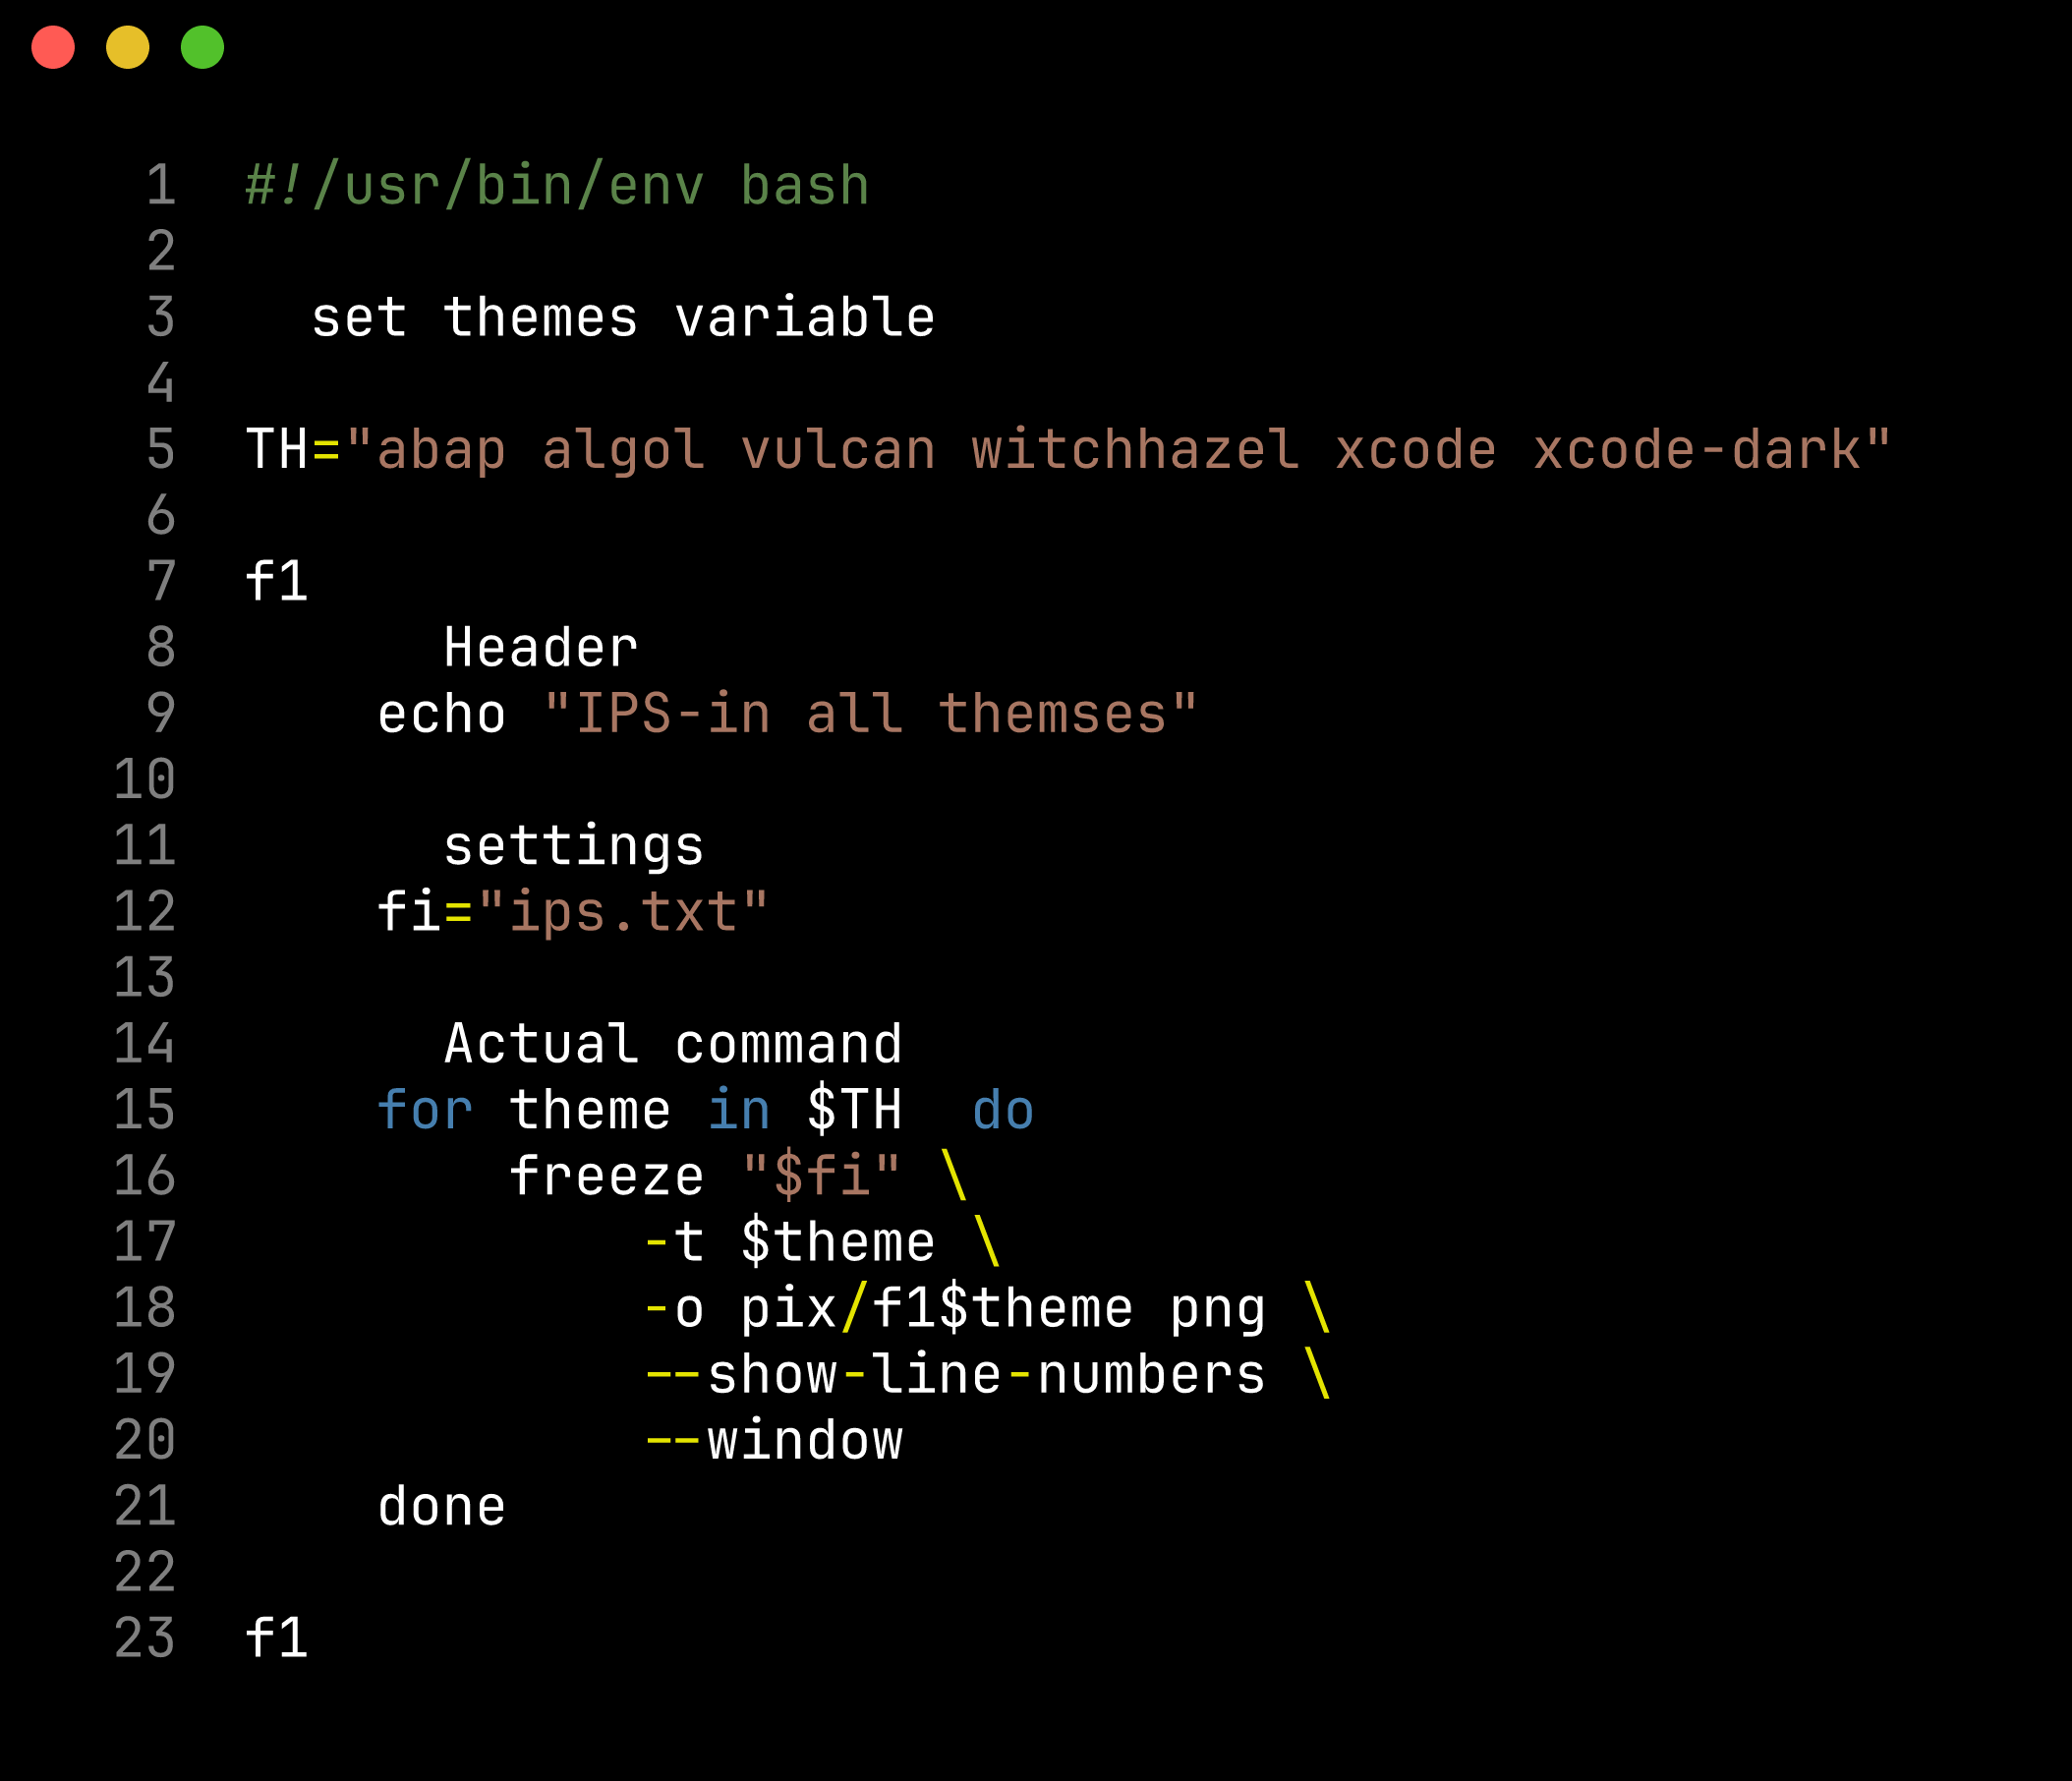 1 #!/usr/bin/env bash
2
3 set themes variable
4
5 TH="abap algol vulcan witchhazel xcode xcode-dark"
6
7 f1
8 Header
9 echo "IPS-in all themses"
10
11 settings
12 fi="ips.txt"
13
14 Actual command
15 for theme in $TH  do
16 freeze "$fi" \
17 -t $theme \
18 -o pix/f1$theme png \
19 --show-line-numbers \
20 --window
21 done
22
23 f1